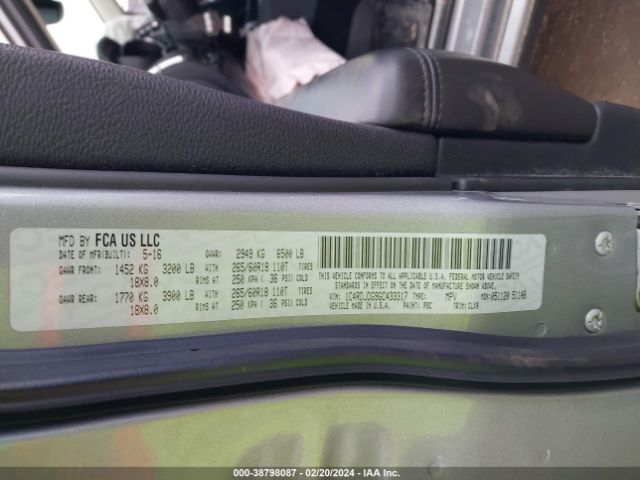 MFD BY FCA US LLC
DATE OF MFR(BUILT): 5-16 GVWR: 2948 KG 6500 LB
GAWR FRONT: 1452 KG 3200 LB WITH 265/60R18 110T TIRES
18X8.0 RIMS AT 250 KPA ( 36 PSI) COLD
GAWR REAR: 1770 KG 3900 LB WITH 265/60R18 110T TIRES
18X8.0 RIMS AT 250 KPA ( 36 PSI) COLD
THIS VEHICLE CONFORMS TO ALL APPLICABLE U.S.A. FEDERAL MOTOR VEHICLE SAFETY
STANDARDS IN EFFECT ON THE DATE OF MANUFACTURE SHOWN ABOVE.
VIN: TYPE: MPV MDH:
VEHICLE MADE IN U.S.A. PAINT: TRIM:
IAAI: 38798087 - 02/20/2024 - IAA Inc.